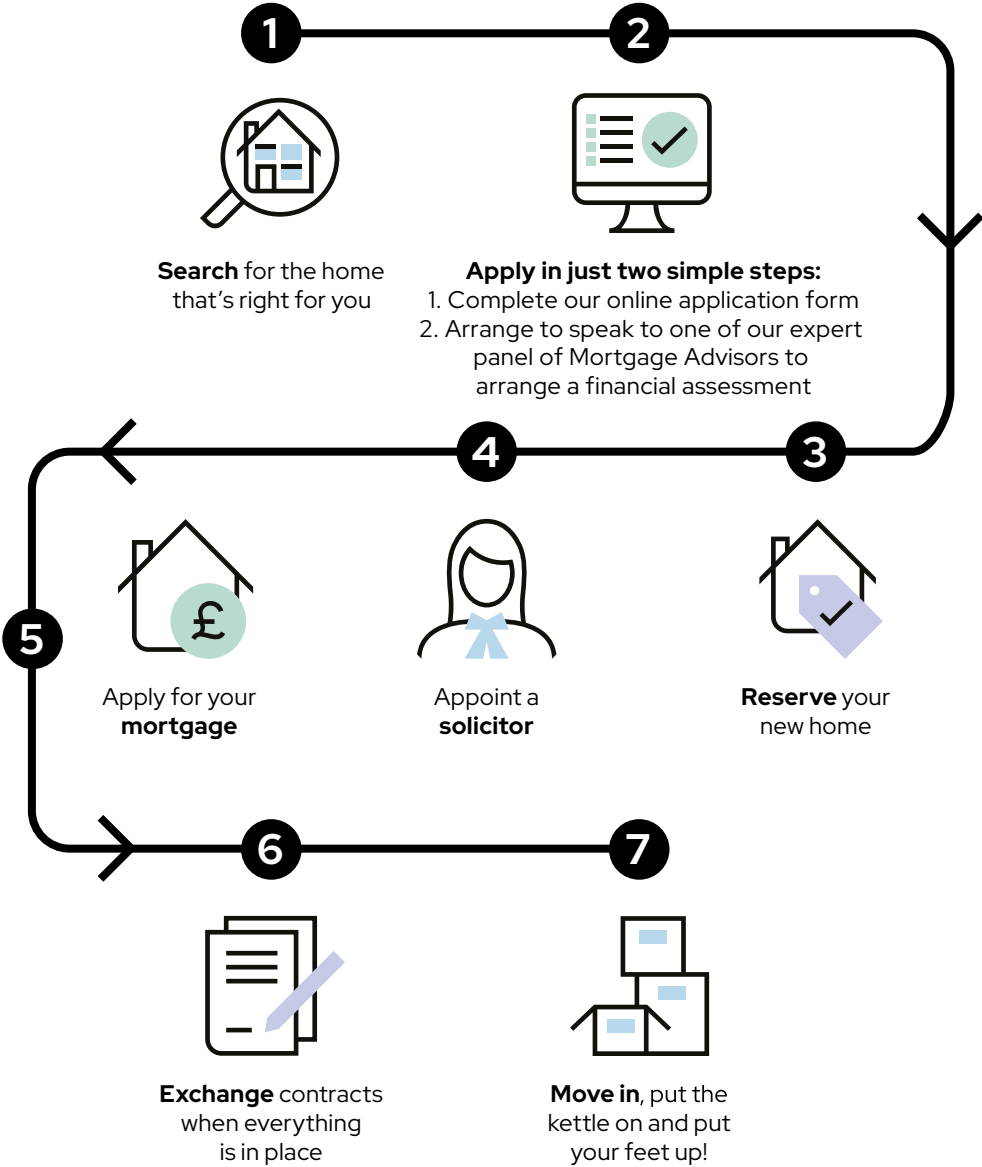 1
Search for the home
that's right for you
2
Apply in just two simple steps:
1. Complete our online application form
2. Arrange to speak to one of our expert
panel of Mortgage Advisors to
arrange a financial assessment
3
Reserve your
new home
4
Appoint a
solicitor
5
£
Apply for your
mortgage
6
Exchange contracts
when everything
is in place
7
Move in, put the
kettle on and put
your feet up!